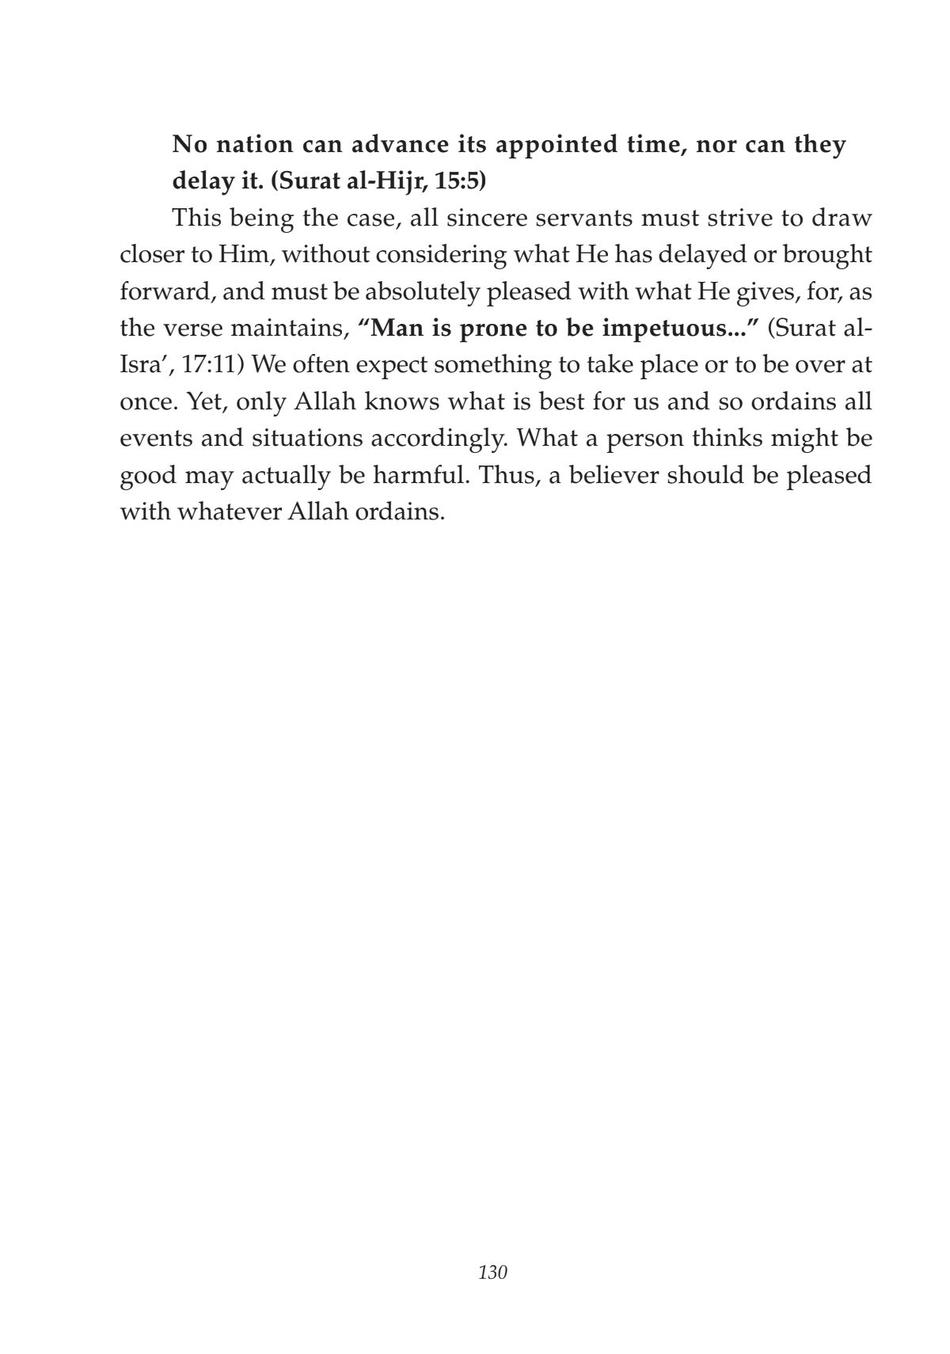 No nation can advance its appointed time, nor can they
delay it. (Surat al-Hijr, 15:5)
This being the case, all sincere servants must strive to draw
closer to Him, without considering what He has delayed or brought
forward, and must be absolutely pleased with what He gives, for, as
the verse maintains, “Man is prone to be impetuous...” (Surat al-
Isra’, 17:11) We often expect something to take place or to be over at
once. Yet, only Allah knows what is best for us and so ordains all
events and situations accordingly. What a person thinks might be
good may actually be harmful. Thus, a believer should be pleased
with whatever Allah ordains.
130